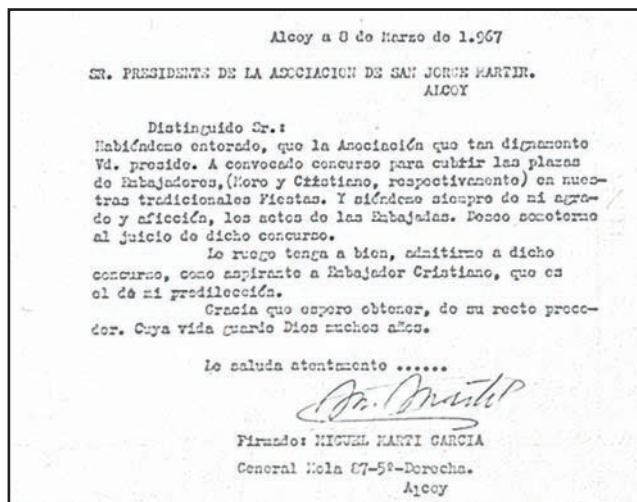 Alcoy a 8 de Marzo de 1.967
SR. PRESIDENTE DE LA ASOCIACION DE SAN JORGE MARTIR.
ALCOY
Distinguido Sr.:
Habiéndome enterado, que la Asociación que tan dignamente
Vd. preside. A convocado concurso para cubrir las plazas
de Embajadores,(Moro y Cristiano, respectivamente) en nues-
tras tradicionales Fiestas. Y siéndome siempre de mi agra-
do y aficción, los actos de las Embajadas. Deseo someterme
al juicio de dicho concurso.
Le ruego tenga a bien, admitirme a dicho
concurso, como aspirante a Embajador Cristiano, que es
el dé mi predilección.
Gracia que espero obtener, de su recto proce-
der. Cuya vida guarde Dios muchos años.
Le saluda atentamente ......
M. Martí
Firmado: MIGUEL MARTI GARCIA
General Mola 87-5º-Derecha.
Alcoy